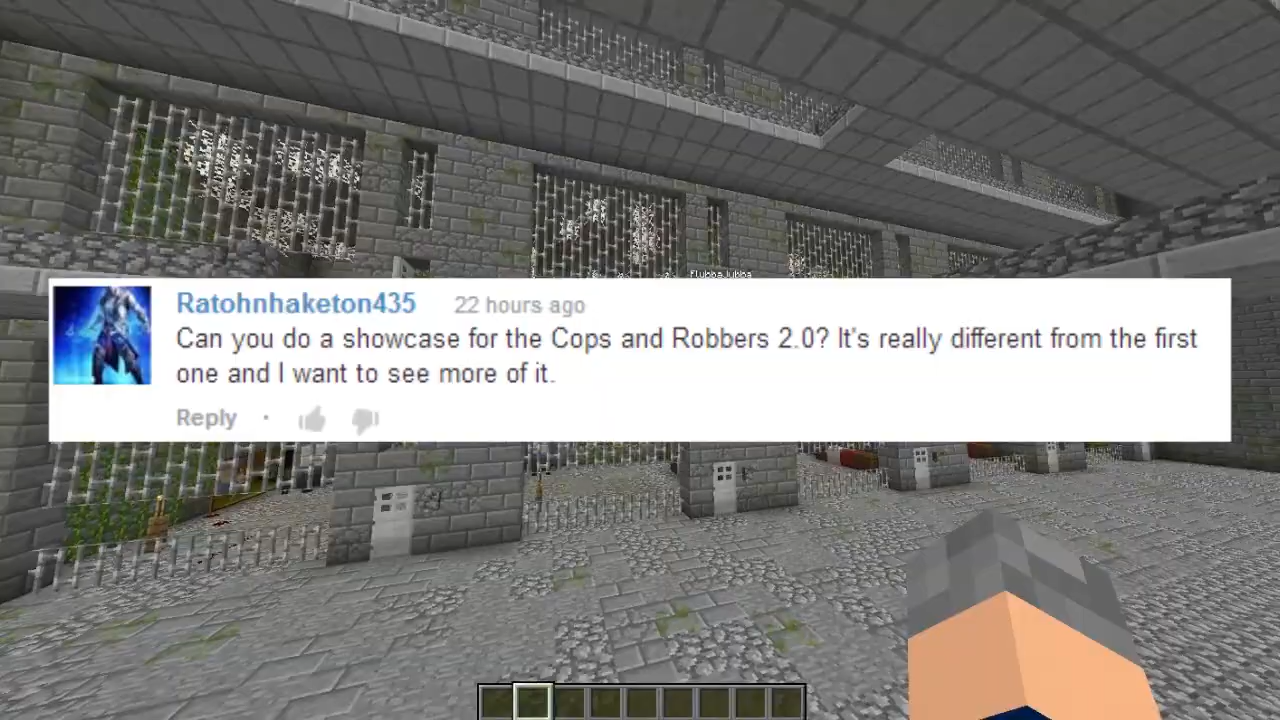 flubbaJubba
Ratohnhaketon435 22 hours ago
Can you do a showcase for the Cops and Robbers 2.0? It's really different from the first
one and I want to see more of it.
Reply ·